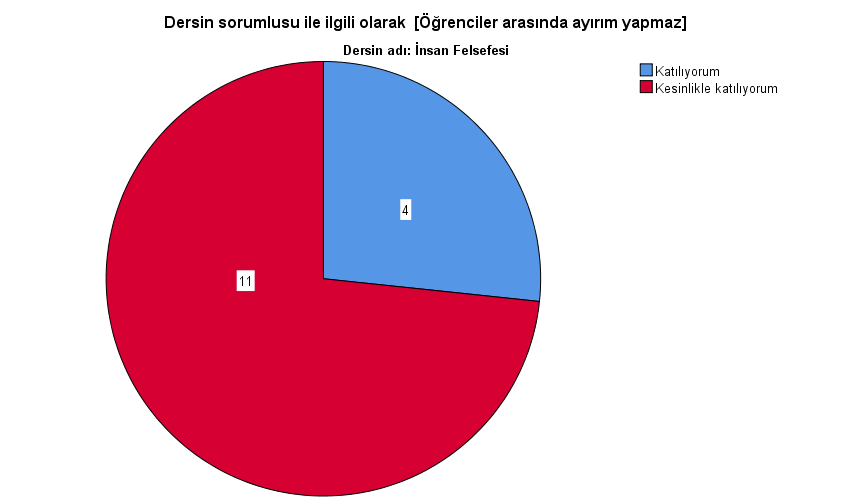 Dersin sorumlusu ile ilgili olarak  [Öğrenciler arasında ayırım yapmaz]
Dersin adı: İnsan Felsefesi
Katılıyorum
Kesinlikle katılıyorum
4
11